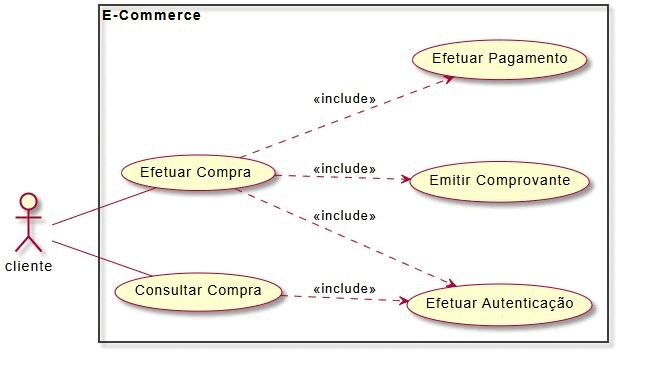 E-Commerce
Efetuar Pagamento
«include»
Efetuar Compra
«include»
Emitir Comprovante
«include»
cliente
Consultar Compra
«include»
Efetuar Autenticação